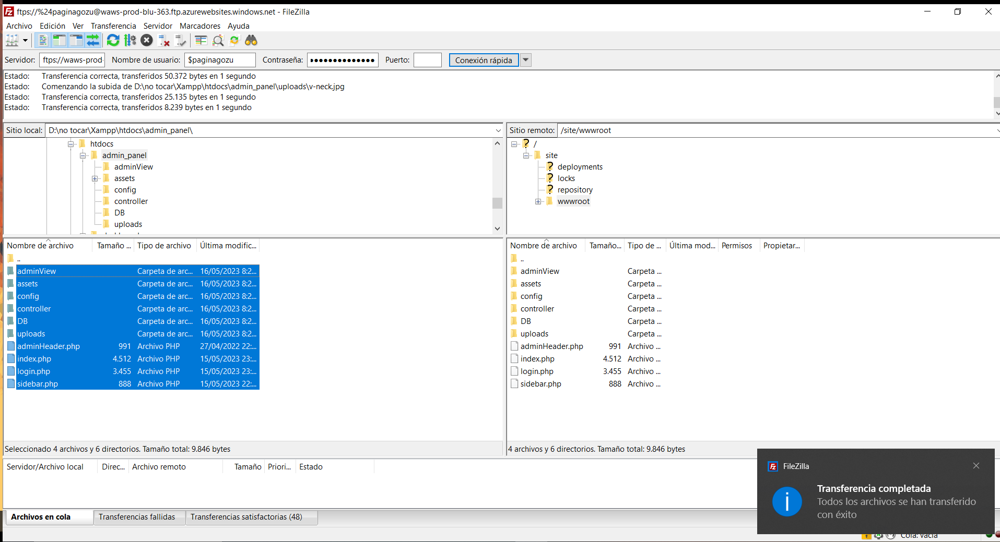 ftps://%24paginagozu@waws-prod-blu-363.ftp.azurewebsites.windows.net - FileZilla
Archivo Edición Ver Transferencia Servidor Marcadores Ayuda
Servidor: ftps://waws-prod- Nombre de usuario: $paginagozu Contraseña: ●●●●●●●●●●●●●● Puerto: Conexión rápida
Estado: Transferencia correcta, transferidos 50.372 bytes en 1 segundo
Estado: Comenzando la subida de D:\no tocar\Xampp\htdocs\admin_panel\uploads\v-neck.jpg
Estado: Transferencia correcta, transferidos 25.135 bytes en 1 segundo
Estado: Transferencia correcta, transferidos 8.239 bytes en 1 segundo
Sitio local: D:\no tocar\Xampp\htdocs\admin_panel\
htdocs
admin_panel
adminView
assets
config
controller
DB
uploads
Sitio remoto: /site/wwwroot
/
site
deployments
locks
repository
wwwroot
Nombre de archivo Tamaño ... Tipo de archivo Última modific...
..
adminView Carpeta de arc... 16/05/2023 8:2...
assets Carpeta de arc... 16/05/2023 8:2...
config Carpeta de arc... 16/05/2023 8:2...
controller Carpeta de arc... 16/05/2023 8:2...
DB Carpeta de arc... 16/05/2023 8:2...
uploads Carpeta de arc... 16/05/2023 8:2...
adminHeader.php 991 Archivo PHP 27/04/2022 22:...
index.php 4.512 Archivo PHP 15/05/2023 23:...
login.php 3.455 Archivo PHP 15/05/2023 23:...
sidebar.php 888 Archivo PHP 15/05/2023 22:...
Seleccionado 4 archivos y 6 directorios. Tamaño total: 9.846 bytes
Nombre de archivo Tamaño... Tipo de ... Última mod... Permisos Propietar...
..
adminView Carpeta ...
assets Carpeta ...
config Carpeta ...
controller Carpeta ...
DB Carpeta ...
uploads Carpeta ...
adminHeader.php 991 Archivo ...
index.php 4.512 Archivo ...
login.php 3.455 Archivo ...
sidebar.php 888 Archivo ...
4 archivos y 6 directorios. Tamaño total: 9.846 bytes
Servidor/Archivo local Direc... Archivo remoto Tamaño Priori... Estado
Archivos en cola Transferencias fallidas Transferencias satisfactorias (48)
FileZilla
Transferencia completada
Todos los archivos se han transferido
con éxito
Cola: vacía